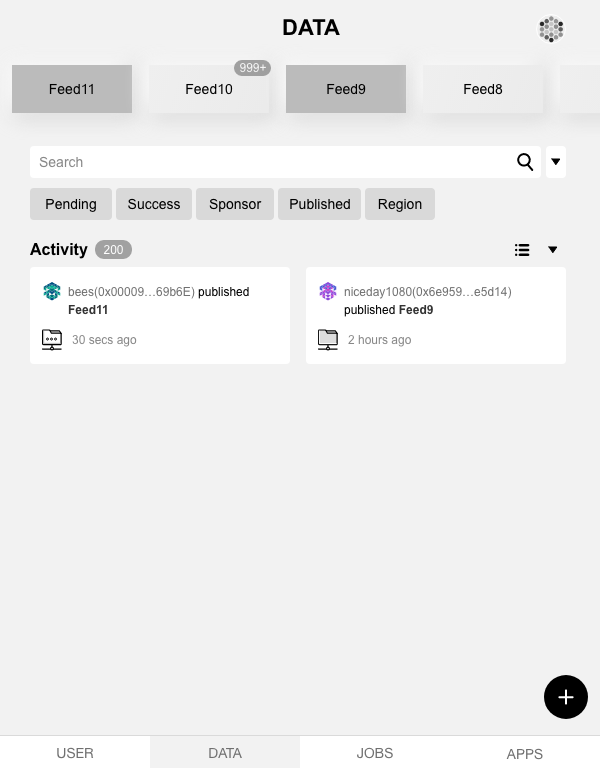 DATA
999+
Feed11 Feed10 Feed9 Feed8
Search
Pending Success Sponsor Published Region
Activity 200
bees(0x00009...69b6E) published
Feed11
30 secs ago
niceday1080(0x6e959...e5d14)
published Feed9
2 hours ago
USER DATA JOBS APPS